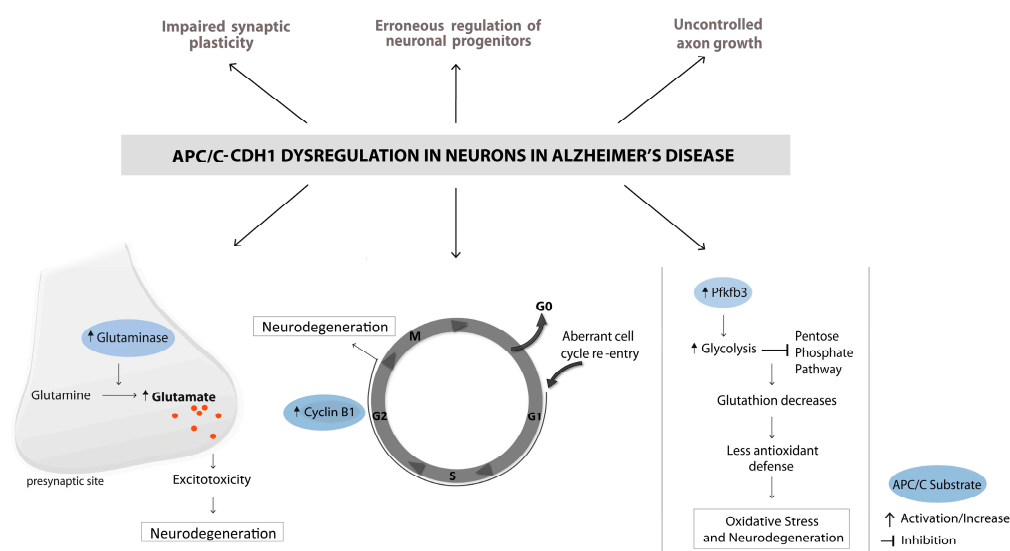 Impaired synaptic
plasticity
Erroneous regulation of
neuronal progenitors
Uncontrolled
axon growth
APC/C-CDH1 DYSREGULATION IN NEURONS IN ALZHEIMER'S DISEASE
Glutaminase
Glutamine
Glutamate
presynaptic site
Excitotoxicity
Neurodegeneration
Neurodegeneration
M
G0
Aberrant cell
cycle re-entry
Cyclin B1
G2
G1
S
Pfkfb3
Glycolysis
Pentose
Phosphate
Pathway
Glutathion decreases
Less antioxidant
defense
Oxidative Stress
and Neurodegeneration
APC/C Substrate
Activation/Increase
Inhibition